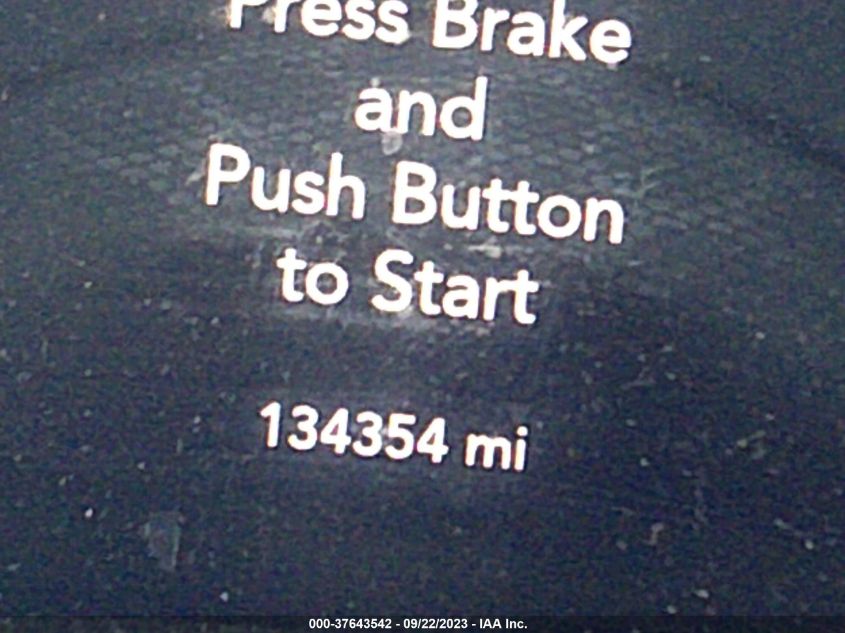 Press Brake
and
Push Button
to Start
134354 mi
000-37643542 - 09/22/2023 - IAA Inc.